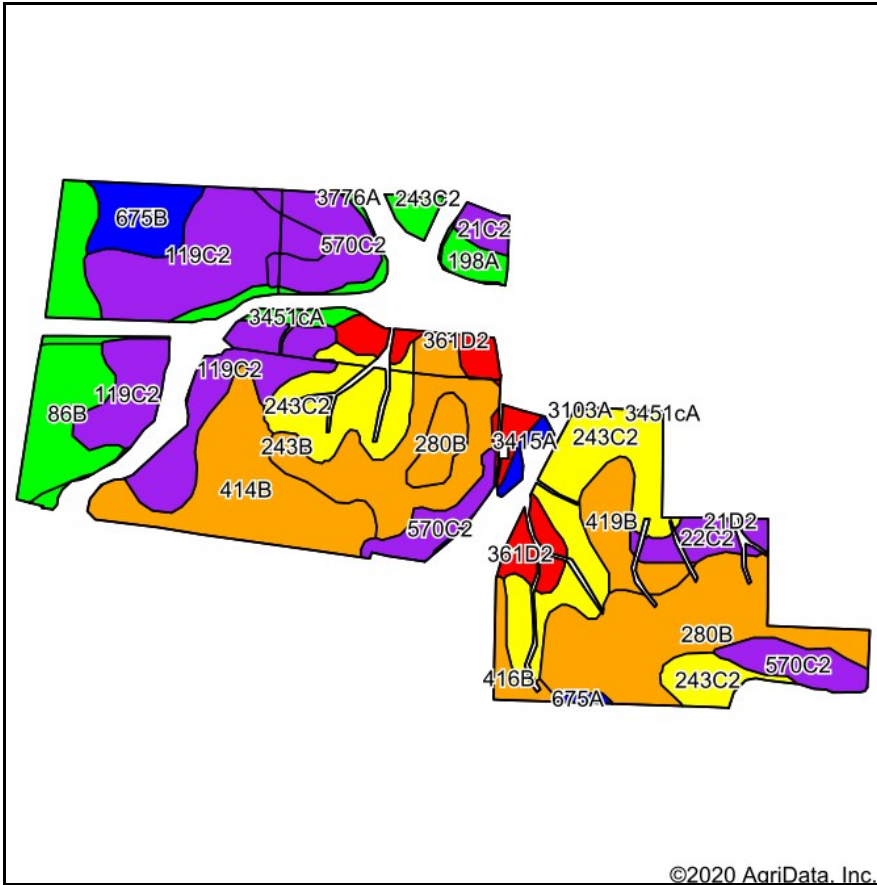 3776A
243C2
675B
21C2
570C2
119C2
198A
3451cA
361D2
119C2
119C2
86B
243C2
3103A
3451cA
243C2
243B
280B
3415A
414B
419B
21D2
570C2
22C2
361D2
280B
570C2
416B
243C2
675A
©2020 AgriData, Inc.